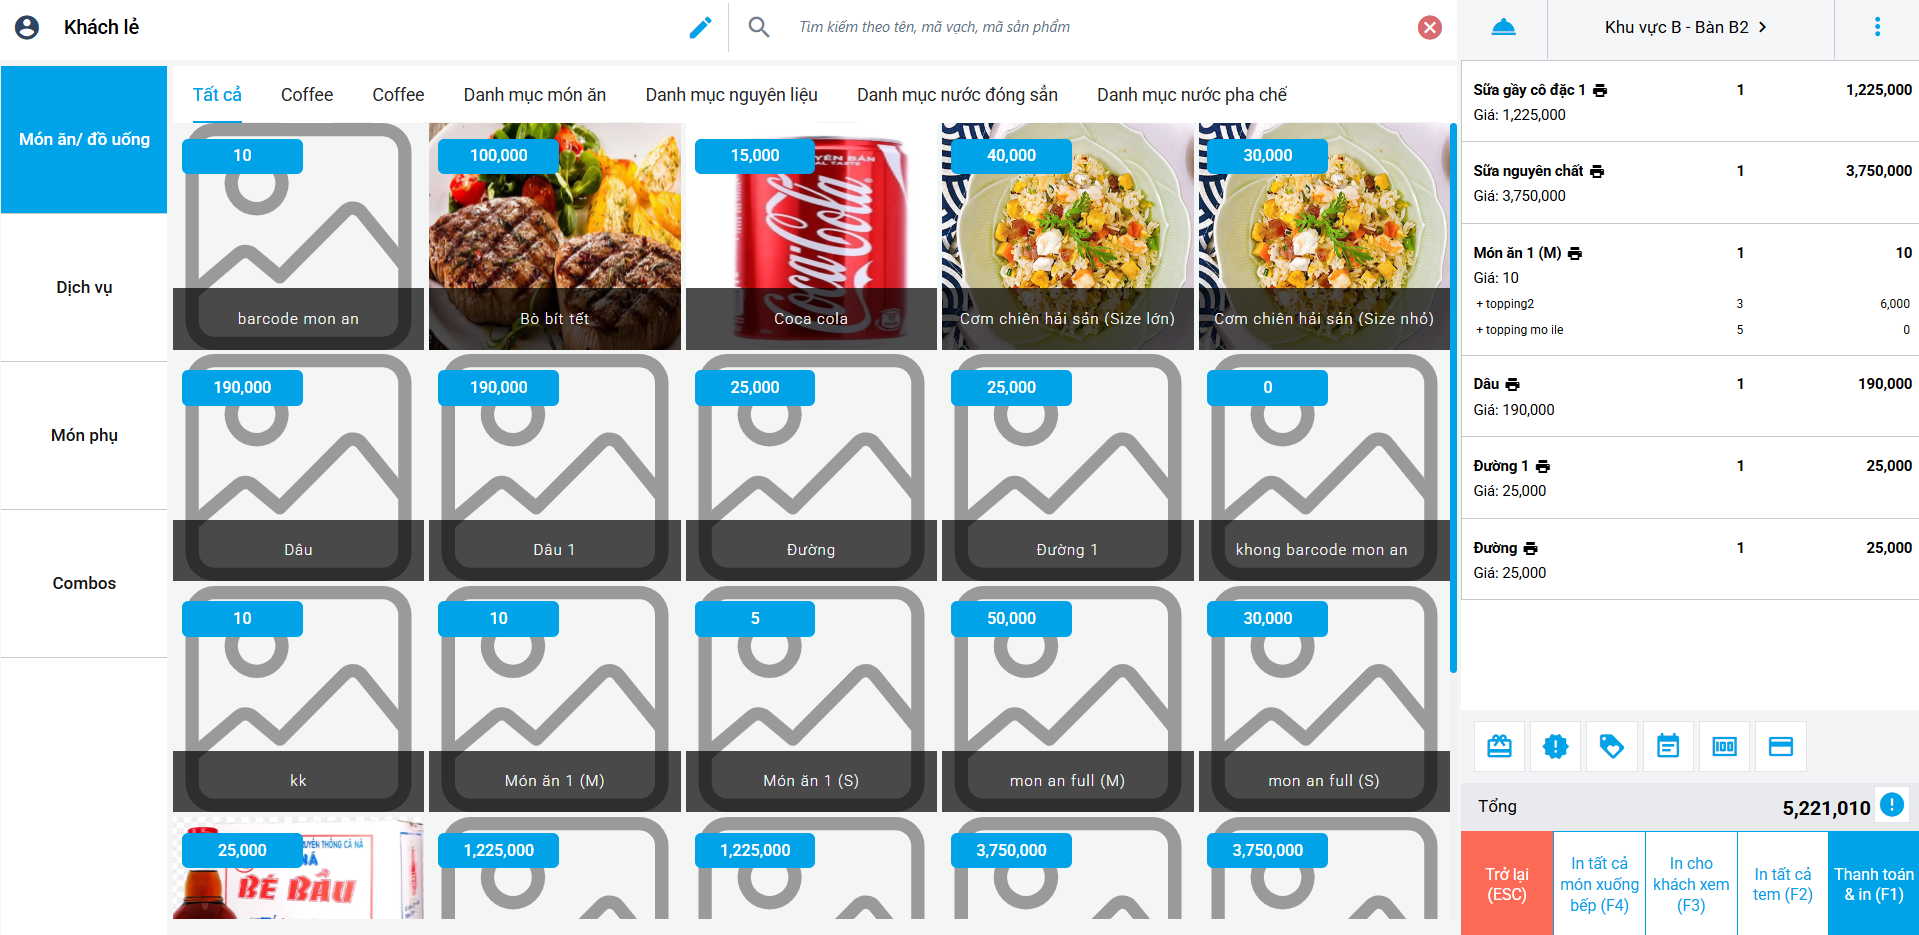 Khách lẻ
Tìm kiếm theo tên, mã vạch, mã sản phẩm
Khu vực B - Bàn B2
Món ăn/ đồ uống
Dịch vụ
Món phụ
Combos
Tất cả
Coffee
Coffee
Danh mục món ăn
Danh mục nguyên liệu
Danh mục nước đóng sẵn
Danh mục nước pha chế
10
barcode mon an
100,000
Bò bít tết
15,000
Coca-Cola
Coca cola
40,000
Cơm chiên hải sản (Size lớn)
30,000
Cơm chiên hải sản (Size nhỏ)
190,000
Dâu
190,000
Dâu 1
25,000
Đường
25,000
Đường 1
0
khong barcode mon an
10
kk
10
Món ăn 1 (M)
5
Món ăn 1 (S)
50,000
mon an full (M)
30,000
mon an full (S)
25,000
BÉ BẦU
1,225,000
1,225,000
3,750,000
3,750,000
Sữa gầy cô đặc 1 1 1,225,000
Giá: 1,225,000
Sữa nguyên chất 1 3,750,000
Giá: 3,750,000
Món ăn 1 (M) 1 10
Giá: 10
+ topping2 3 6,000
+ topping mo ile 5 0
Dâu 1 190,000
Giá: 190,000
Đường 1 1 25,000
Giá: 25,000
Đường 1 25,000
Giá: 25,000
Tổng 5,221,010
Trở lại
(ESC)
In tất cả
món xuống
bếp (F4)
In cho
khách xem
(F3)
In tất cả
tem (F2)
Thanh toán
& in (F1)